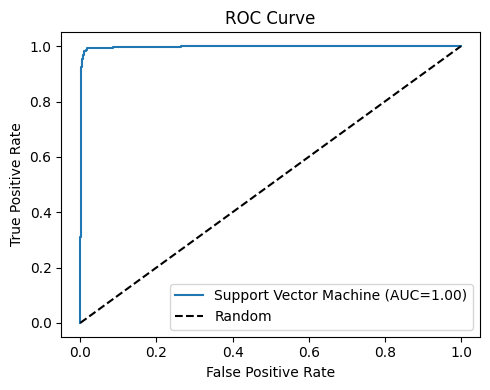 ROC Curve
True Positive Rate
1.0
0.8
0.6
0.4
0.2
0.0
Support Vector Machine (AUC=1.00)
Random
0.0 0.2 0.4 0.6 0.8 1.0
False Positive Rate